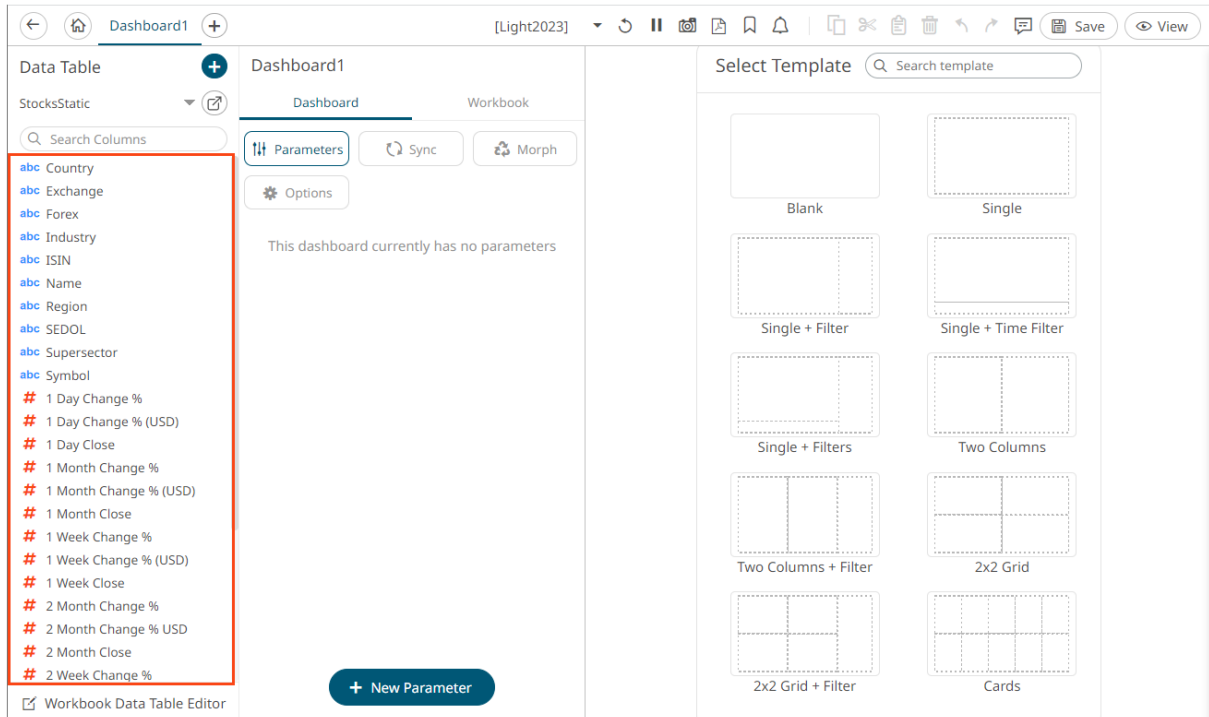 Dashboard1
[Light2023]
Save
View
Data Table
StocksStatic
Search Columns
abc Country
abc Exchange
abc Forex
abc Industry
abc ISIN
abc Name
abc Region
abc SEDOL
abc Supersector
abc Symbol
# 1 Day Change %
# 1 Day Change % (USD)
# 1 Day Close
# 1 Month Change %
# 1 Month Change % (USD)
# 1 Month Close
# 1 Week Change %
# 1 Week Change % (USD)
# 1 Week Close
# 2 Month Change %
# 2 Month Change % USD
# 2 Month Close
# 2 Week Change %
Workbook Data Table Editor
Dashboard1
Dashboard
Workbook
Parameters
Sync
Morph
Options
This dashboard currently has no parameters
+ New Parameter
Select Template
Search template
Blank
Single
Single + Filter
Single + Time Filter
Single + Filters
Two Columns
Two Columns + Filter
2x2 Grid
2x2 Grid + Filter
Cards